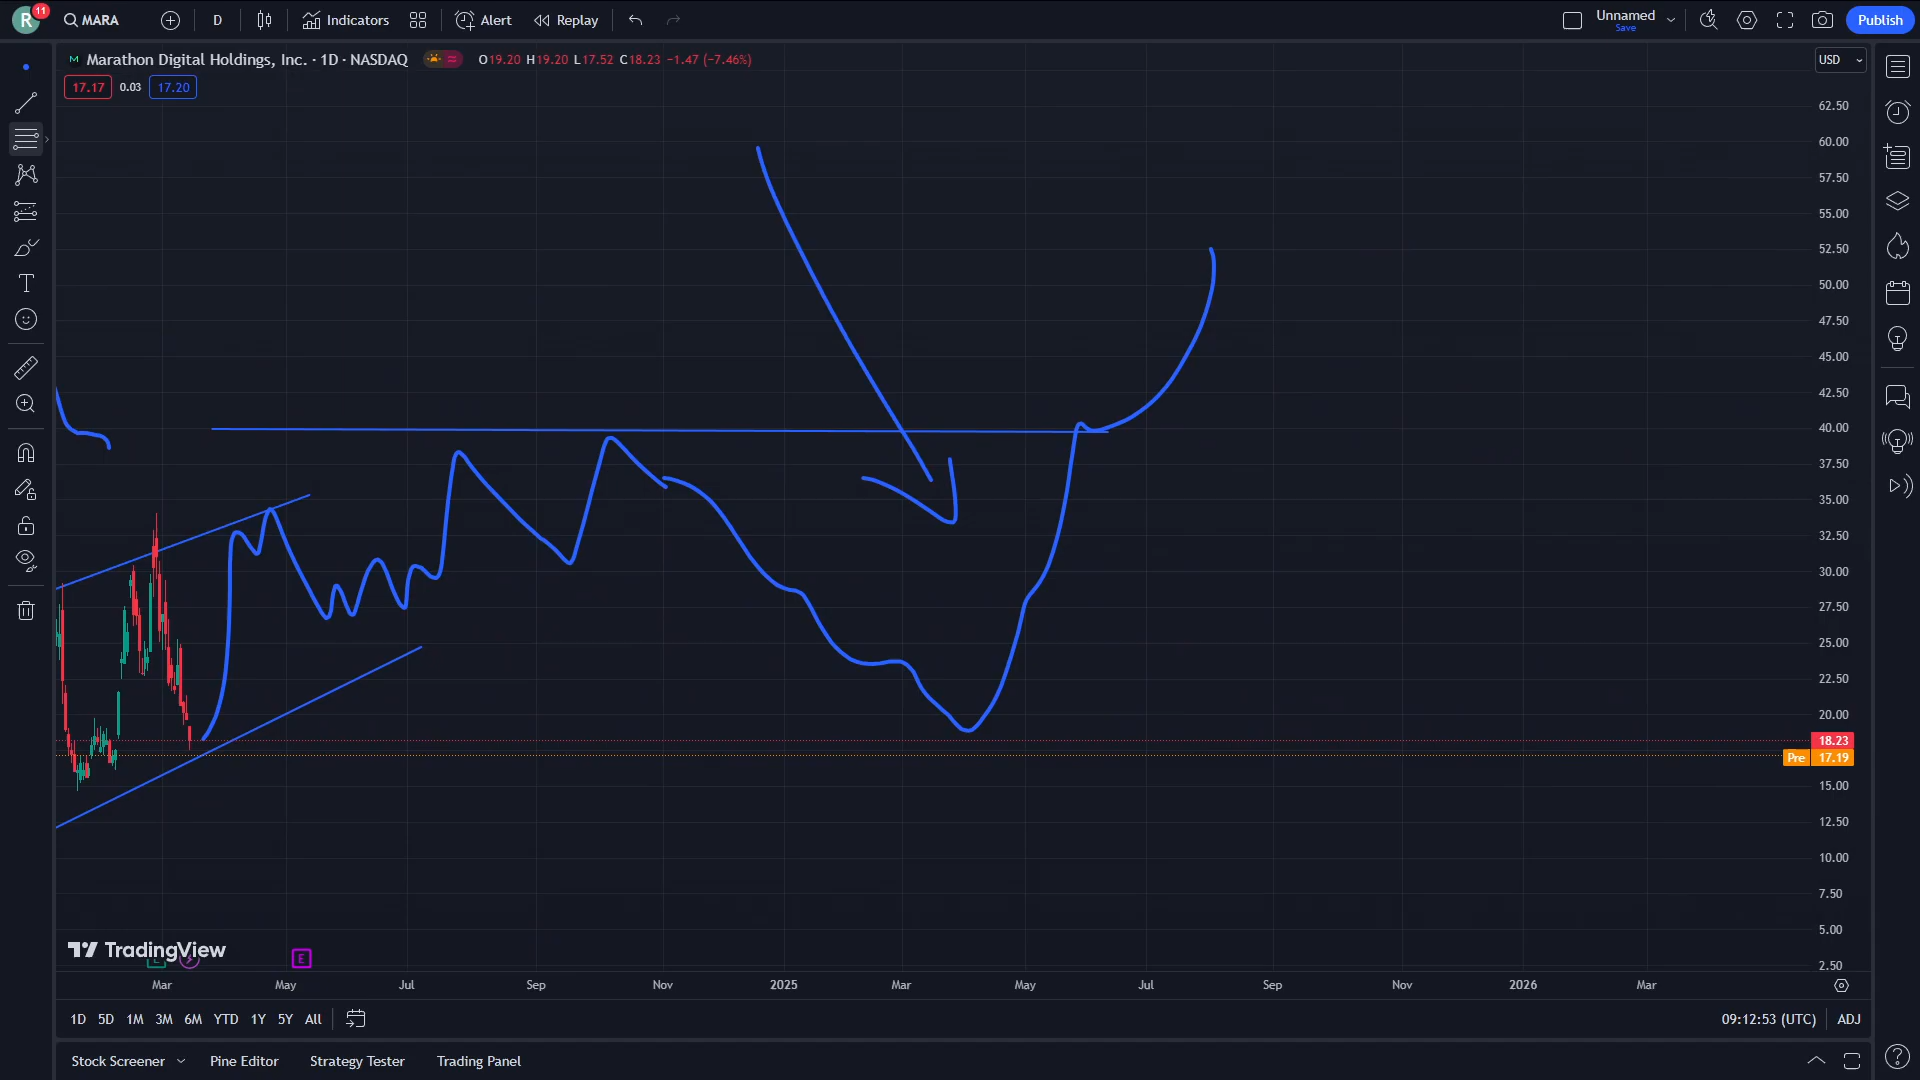 R 11 MARA D Indicators Alert Replay Unnamed Save Publish
M Marathon Digital Holdings, Inc. · 1D · NASDAQ O19.20 H19.20 L17.52 C18.23 −1.47 (−7.46%) USD
17.17 0.03 17.20
62.50
60.00
57.50
55.00
52.50
50.00
47.50
45.00
42.50
40.00
37.50
35.00
32.50
30.00
27.50
25.00
22.50
20.00
18.23
Pre 17.19
15.00
12.50
10.00
7.50
5.00
2.50
TradingView
E E
Mar May Jul Sep Nov 2025 Mar May Jul Sep Nov 2026 Mar
1D 5D 1M 3M 6M YTD 1Y 5Y All 09:12:53 (UTC) ADJ
Stock Screener Pine Editor Strategy Tester Trading Panel